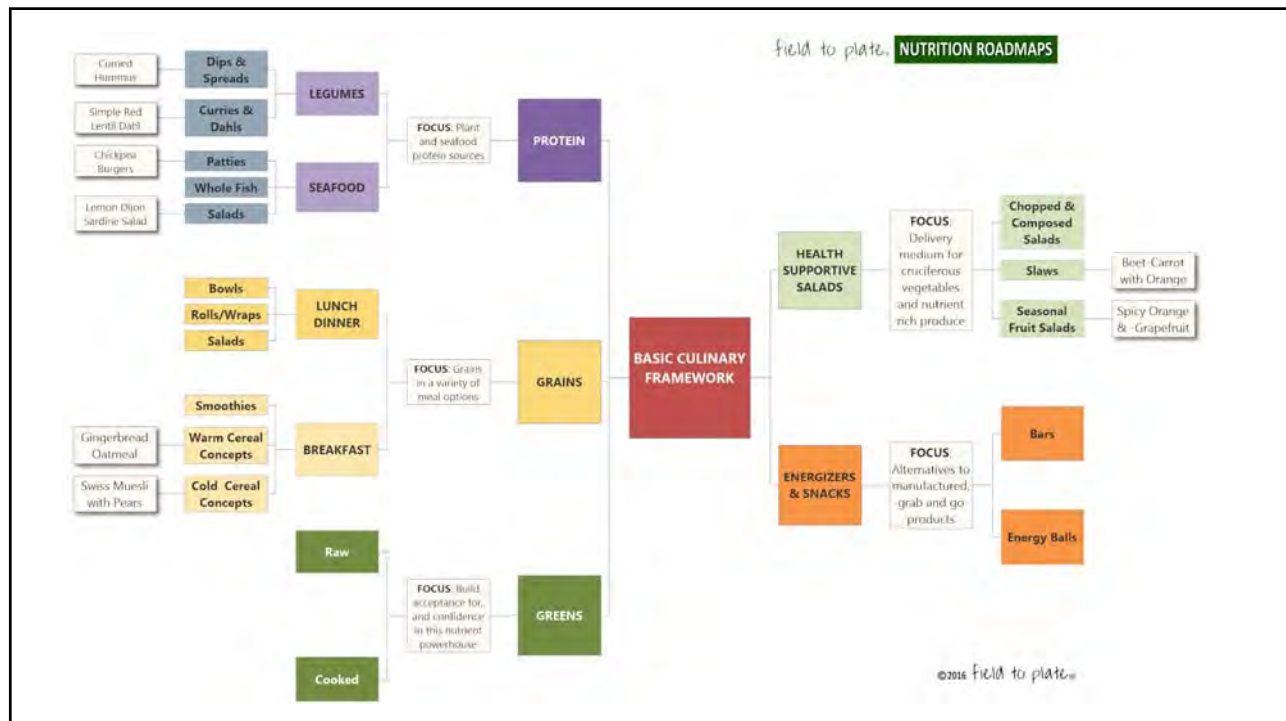 field to plate® NUTRITION ROADMAPS
Curried
Hummus
Dips &
Spreads
Simple Red
Lentil Dahl
Curries &
Dahls
LEGUMES
Chickpea
Burgers
Patties
Whole Fish
Lemon Dijon
Sardine Salad
Salads
SEAFOOD
FOCUS: Plant
and seafood
protein sources
PROTEIN
Bowls
Rolls/Wraps
Salads
LUNCH
DINNER
Smoothies
Gingerbread
Oatmeal
Warm Cereal
Concepts
Swiss Muesli
with Pears
Cold Cereal
Concepts
BREAKFAST
FOCUS: Grains
in a variety of
meal options
GRAINS
Raw
Cooked
FOCUS: Build
acceptance for,
and confidence
in this nutrient
powerhouse
GREENS
BASIC CULINARY
FRAMEWORK
HEALTH
SUPPORTIVE
SALADS
FOCUS:
Delivery
medium for
cruciferous
vegetables
and nutrient
rich produce
Chopped &
Composed
Salads
Slaws
Beet-Carrot
with Orange
Seasonal
Fruit Salads
Spicy Orange
& -Grapefruit
ENERGIZERS
& SNACKS
FOCUS:
Alternatives to
manufactured,
grab and go
products
Bars
Energy Balls
©2016 field to plate®